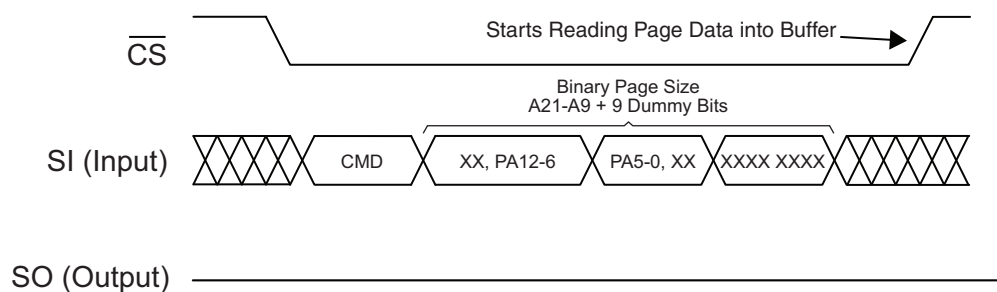 Starts Reading Page Data into Buffer
CS
Binary Page Size
A21-A9 + 9 Dummy Bits
SI (Input)
CMD
XX, PA12-6
PA5-0, XX
XXXX XXXX
SO (Output)